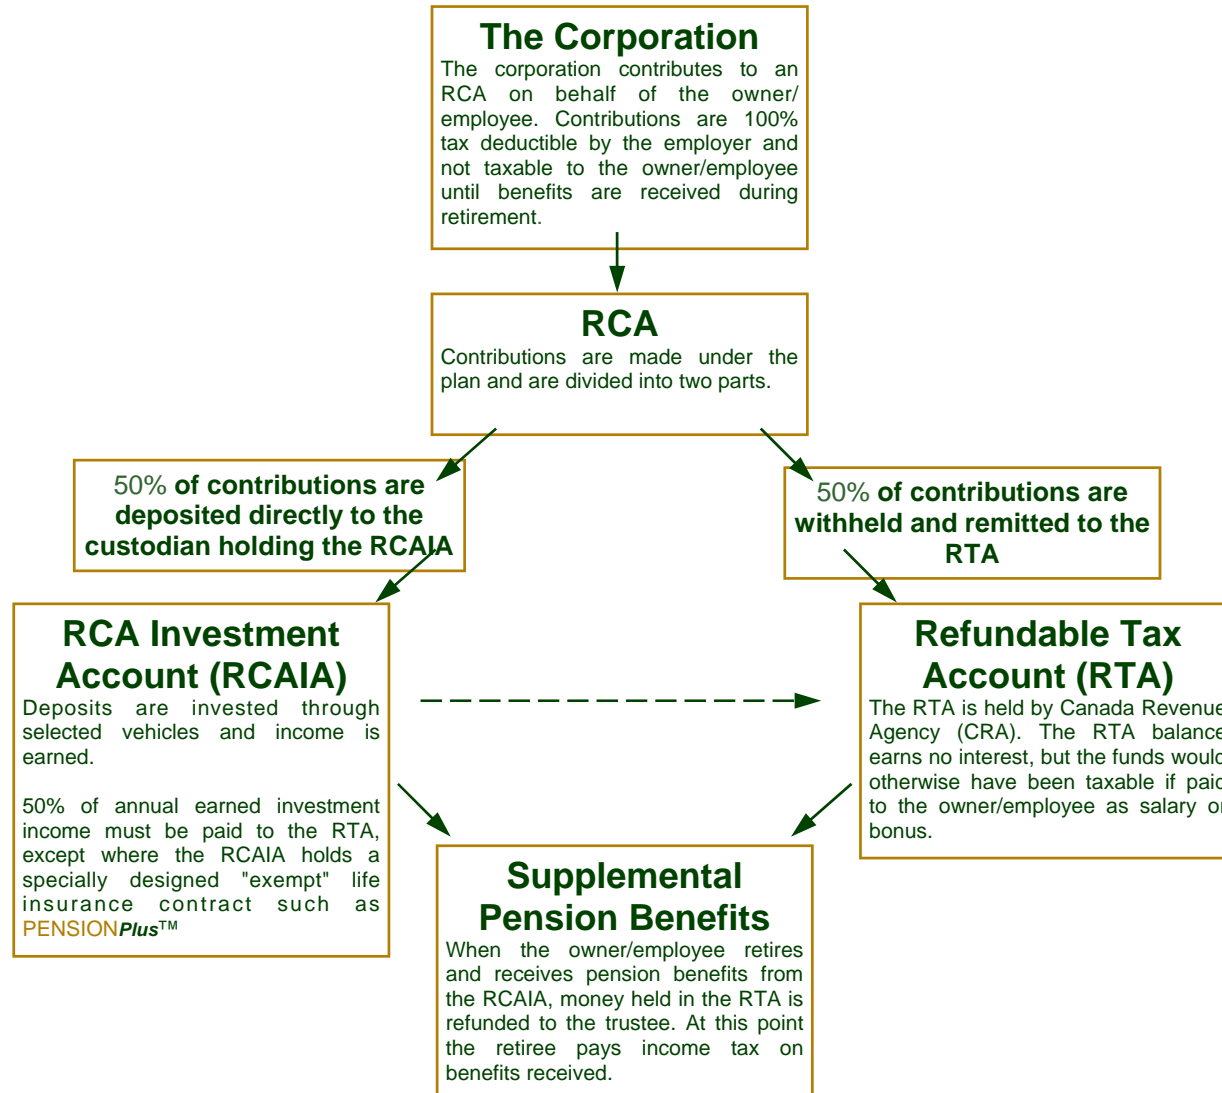 The Corporation
The corporation contributes to an
RCA on behalf of the owner/
employee. Contributions are 100%
tax deductible by the employer and
not taxable to the owner/employee
until benefits are received during
retirement.
RCA
Contributions are made under the
plan and are divided into two parts.
50% of contributions are
deposited directly to the
custodian holding the RCAIA
50% of contributions are
withheld and remitted to the
RTA
RCA Investment
Account (RCAIA)
Deposits are invested through
selected vehicles and income is
earned.
50% of annual earned investment
income must be paid to the RTA,
except where the RCAIA holds a
specially designed "exempt" life
insurance contract such as
PENSIONPlus™
Refundable Tax
Account (RTA)
The RTA is held by Canada Revenue
Agency (CRA). The RTA balance
earns no interest, but the funds would
otherwise have been taxable if paid
to the owner/employee as salary or
bonus.
Supplemental
Pension Benefits
When the owner/employee retires
and receives pension benefits from
the RCAIA, money held in the RTA is
refunded to the trustee. At this point
the retiree pays income tax on
benefits received.